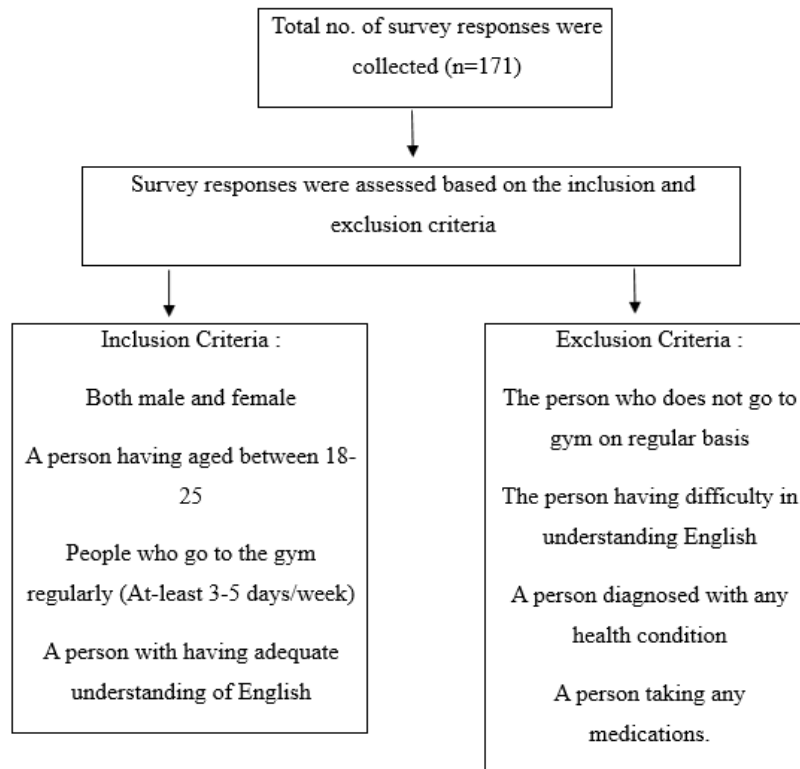 Total no. of survey responses were
collected (n=171)
Survey responses were assessed based on the inclusion and
exclusion criteria
Inclusion Criteria :
Both male and female
A person having aged between 18-
25
People who go to the gym
regularly (At-least 3-5 days/week)
A person with having adequate
understanding of English
Exclusion Criteria :
The person who does not go to
gym on regular basis
The person having difficulty in
understanding English
A person diagnosed with any
health condition
A person taking any
medications.